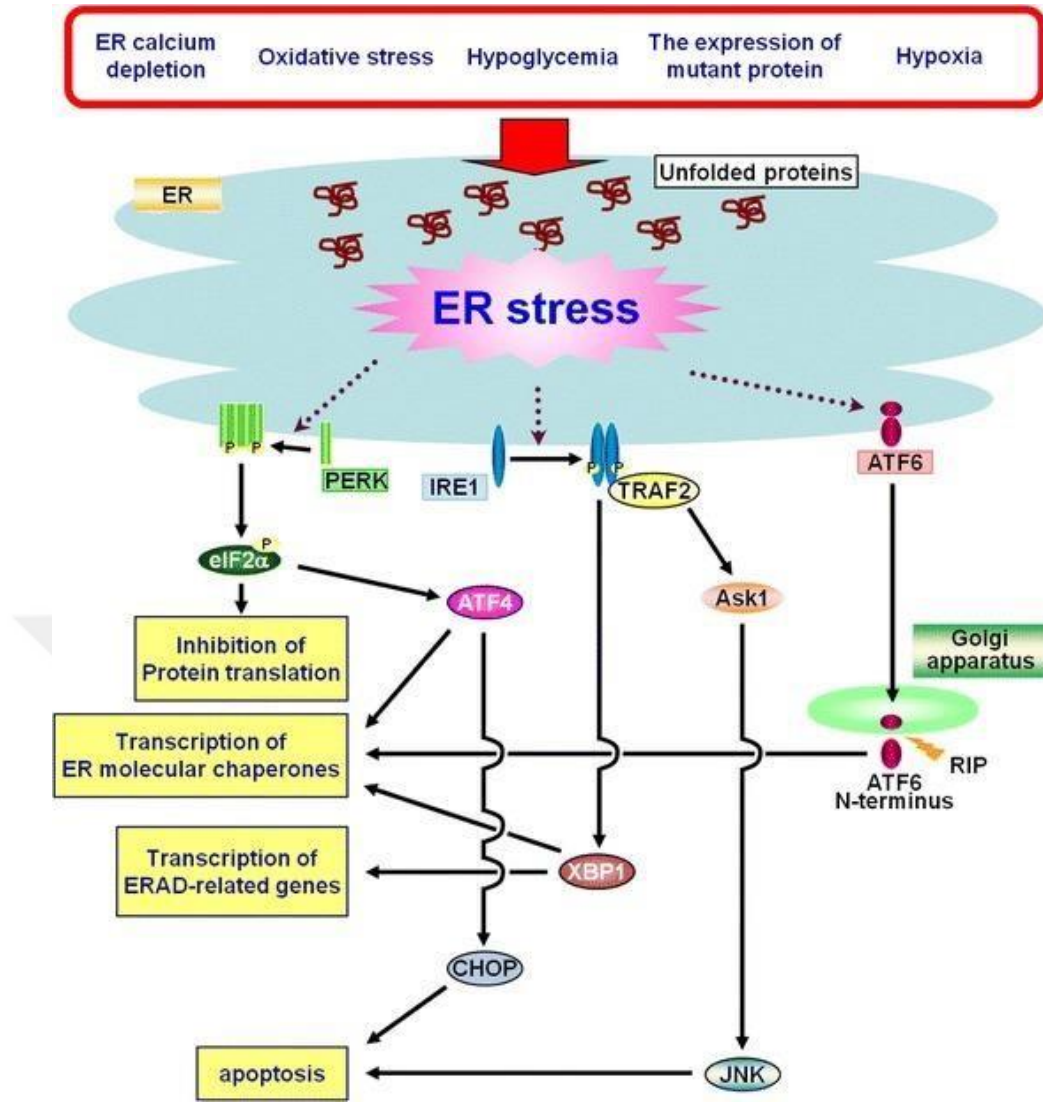 ER calcium
depletion
Oxidative stress
Hypoglycemia
The expression of
mutant protein
Hypoxia
Unfolded proteins
ER
ER stress
P P
PERK
IRE1
P P
TRAF2
ATF6
P
eIF2α
ATF4
Ask1
Inhibition of
Protein translation
Golgi
apparatus
Transcription of
ER molecular chaperones
RIP
ATF6
N-terminus
Transcription of
ERAD-related genes
XBP1
CHOP
apoptosis
JNK